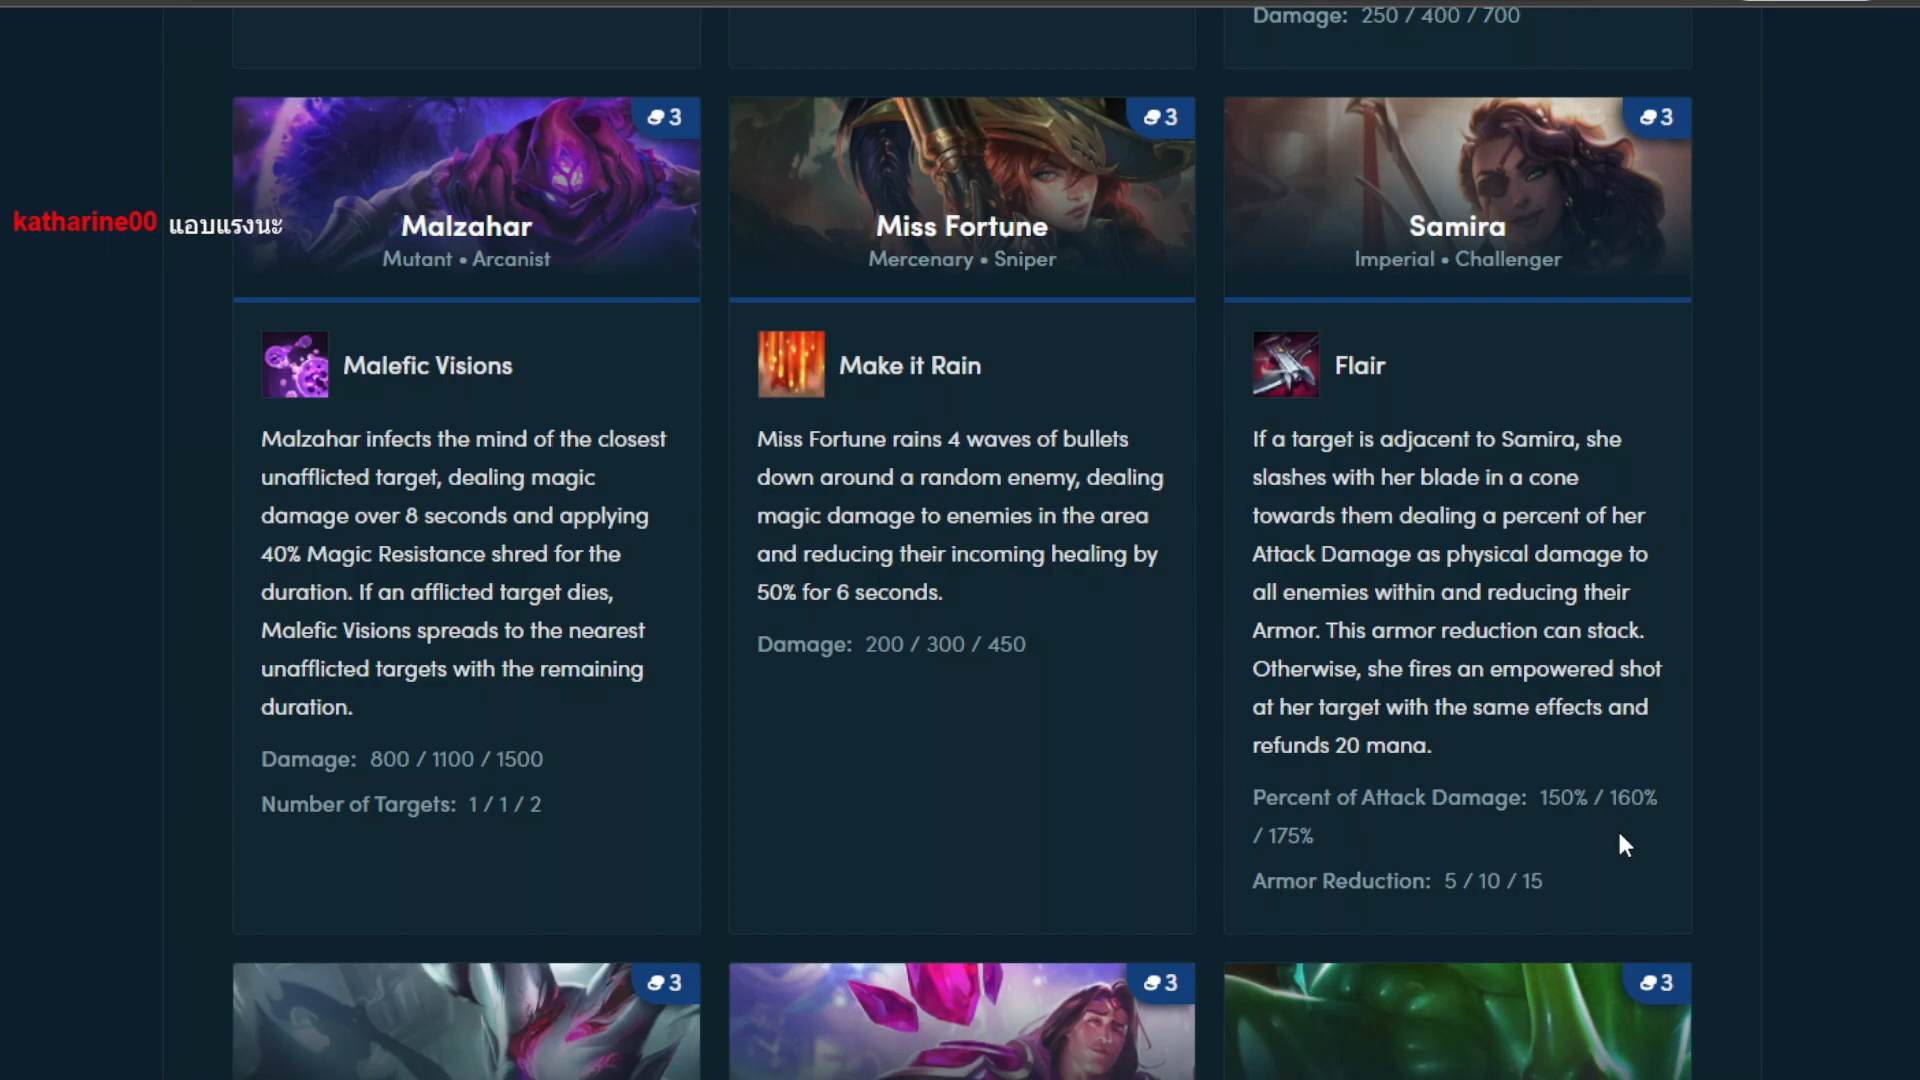 Damage: 250 / 400 / 700
3
3
3
katharine00 แอบแรงนะ
Malzahar
Mutant • Arcanist
Miss Fortune
Mercenary • Sniper
Samira
Imperial • Challenger
Malefic Visions
Malzahar infects the mind of the closest
unafflicted target, dealing magic
damage over 8 seconds and applying
40% Magic Resistance shred for the
duration. If an afflicted target dies,
Malefic Visions spreads to the nearest
unafflicted targets with the remaining
duration.
Damage: 800 / 1100 / 1500
Number of Targets: 1 / 1 / 2
Make it Rain
Miss Fortune rains 4 waves of bullets
down around a random enemy, dealing
magic damage to enemies in the area
and reducing their incoming healing by
50% for 6 seconds.
Damage: 200 / 300 / 450
Flair
If a target is adjacent to Samira, she
slashes with her blade in a cone
towards them dealing a percent of her
Attack Damage as physical damage to
all enemies within and reducing their
Armor. This armor reduction can stack.
Otherwise, she fires an empowered shot
at her target with the same effects and
refunds 20 mana.
Percent of Attack Damage: 150% / 160%
/ 175%
Armor Reduction: 5 / 10 / 15
3
3
3